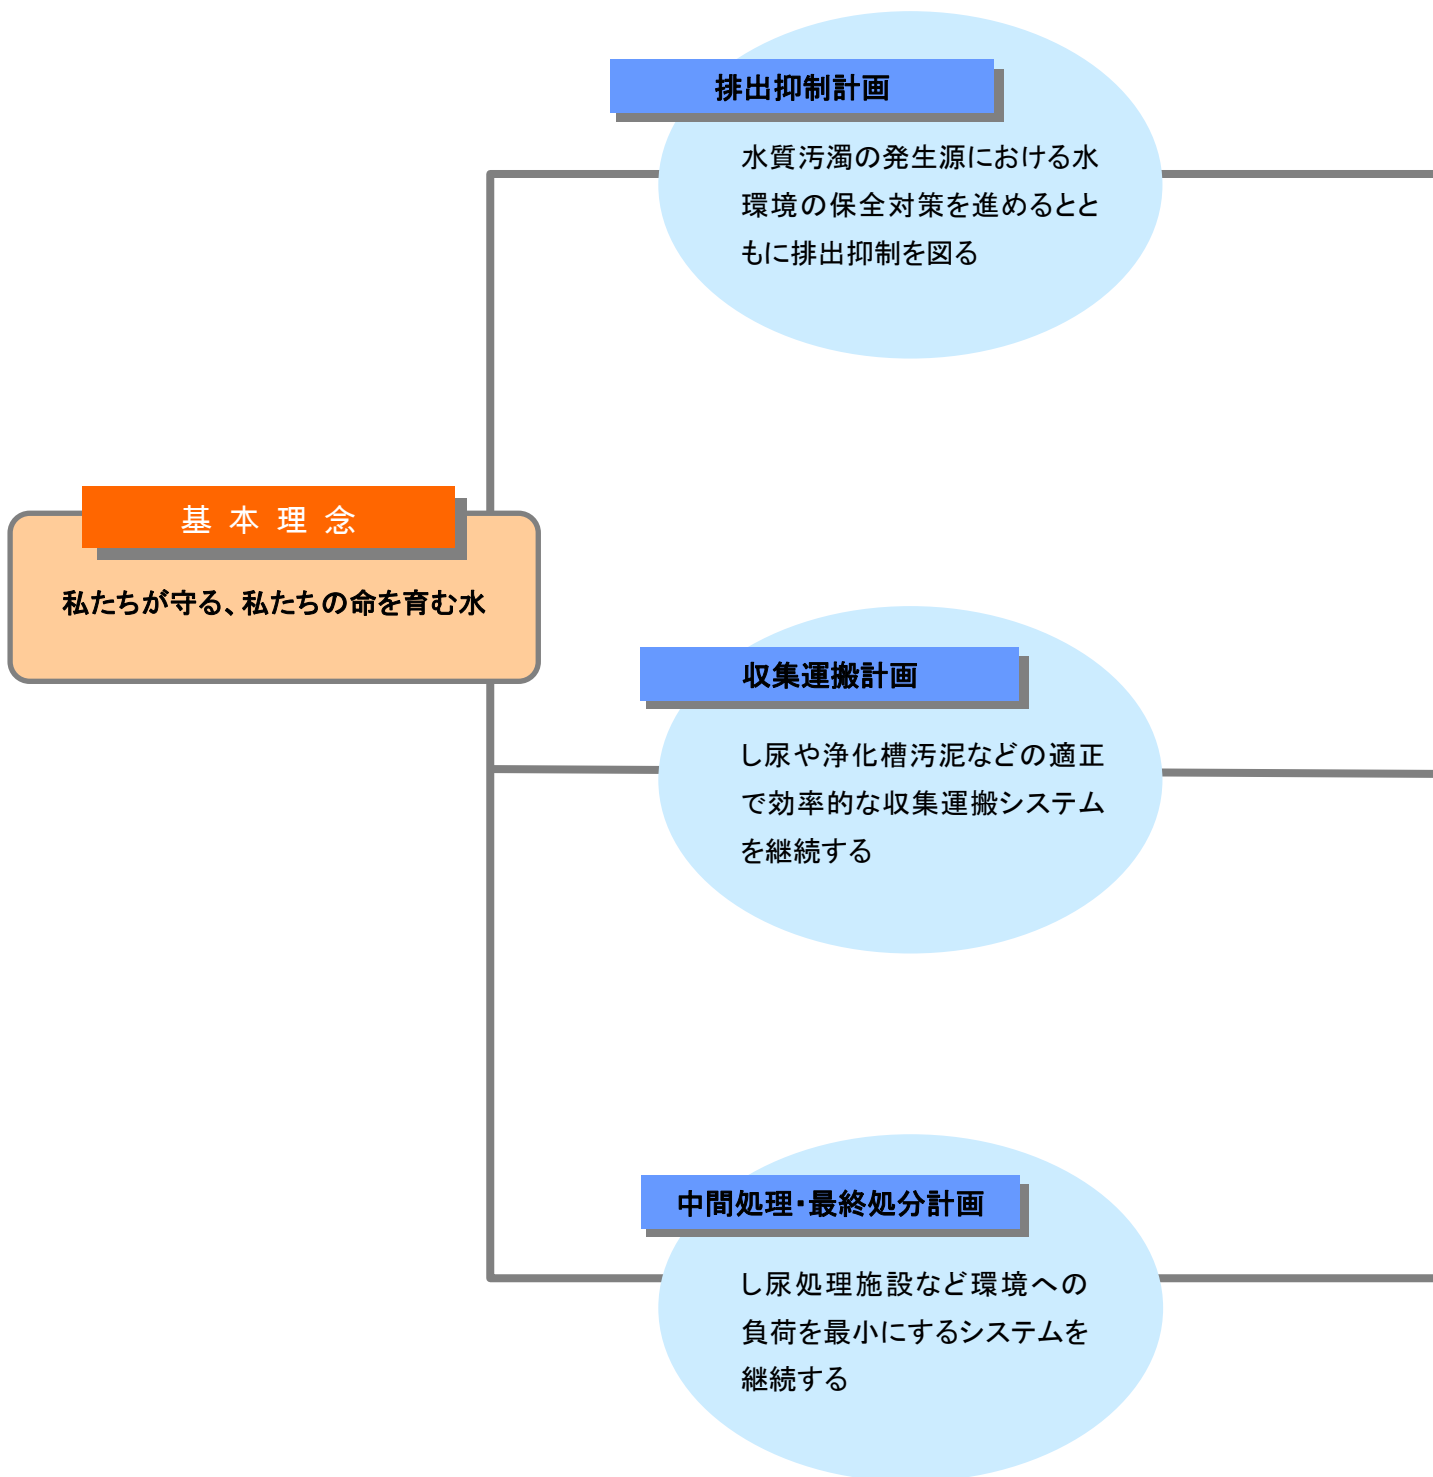 排出抑制計画
水質汚濁の発生源における水
環境の保全対策を進めるとと
もに排出抑制を図る
基本理念
私たちが守る、私たちの命を育む水
収集運搬計画
し尿や浄化槽汚泥などの適正
で効率的な収集運搬システム
を継続する
中間処理・最終処分計画
し尿処理施設など環境への
負荷を最小にするシステムを
継続する